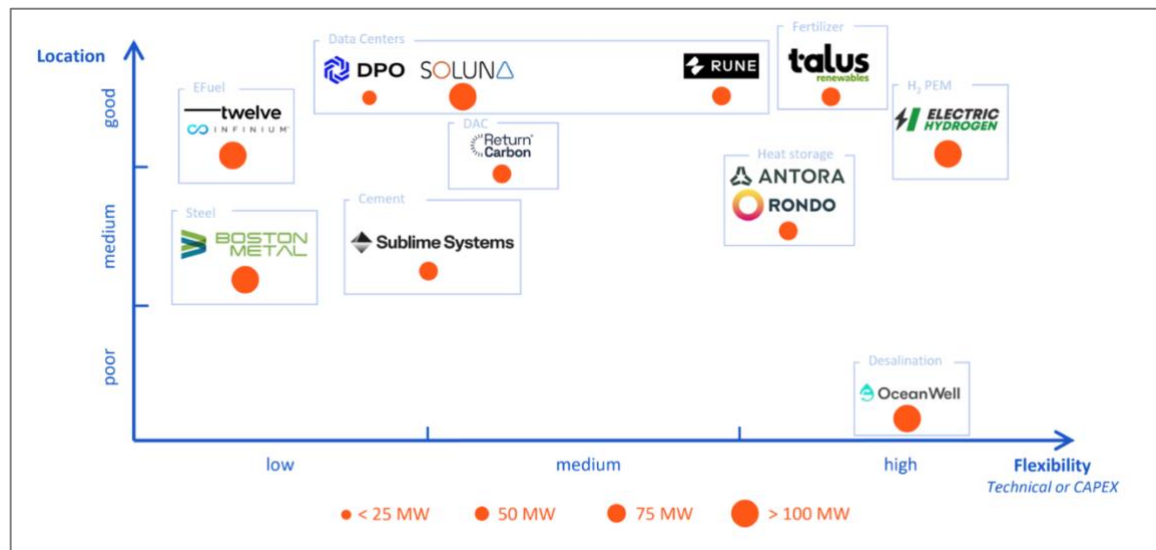 Location
good
medium
poor
Data Centers
DPO
SOLUNA
RUNE
Fertilizer
talus
renewables
EFuel
twelve
INFINIUM
DAC
Return
Carbon
H₂ PEM
ELECTRIC
HYDROGEN
Heat storage
ANTORA
RONDO
Steel
BOSTON
METAL
Cement
Sublime Systems
Desalination
OceanWell
low
medium
high
Flexibility
Technical or CAPEX
< 25 MW
50 MW
75 MW
> 100 MW